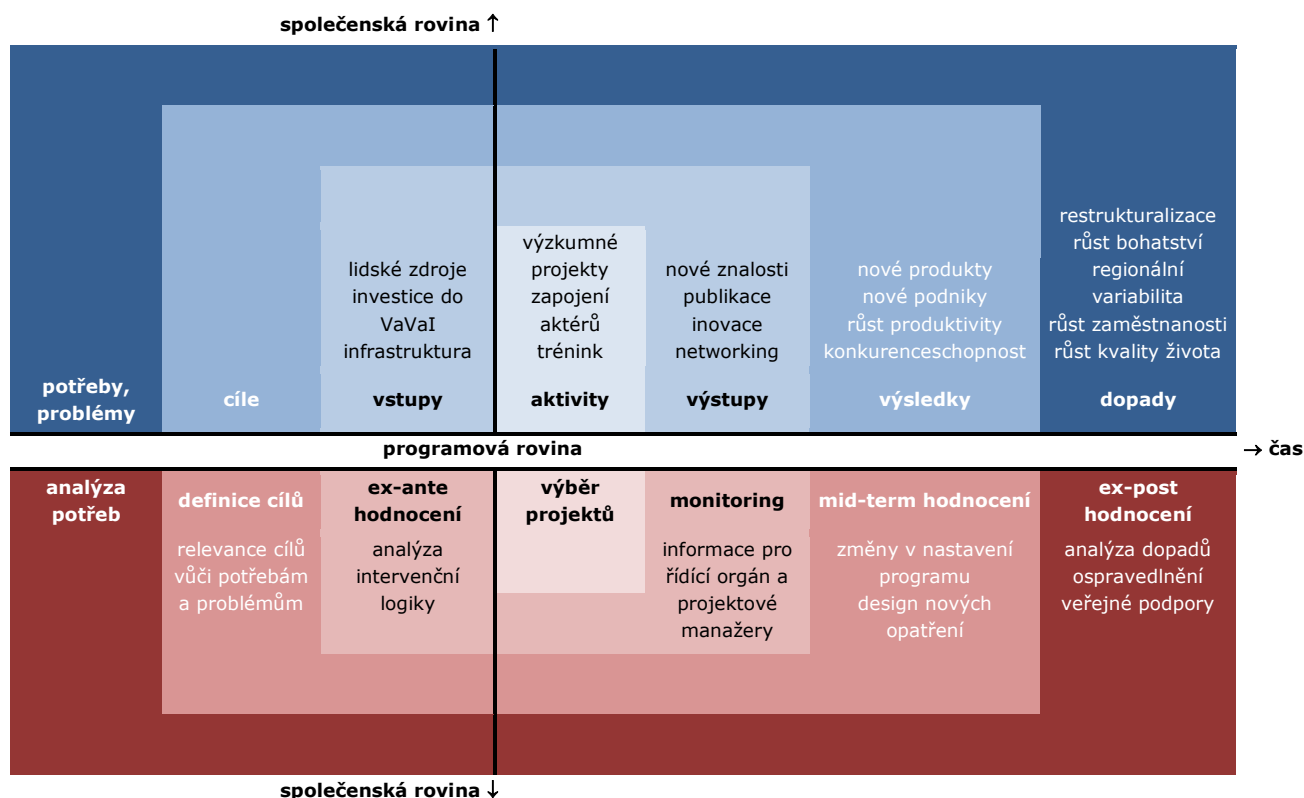 společenská rovina ↑
lidské zdroje
investice do
VaVaI
infrastruktura
výzkumné
projekty
zapojení
aktérů
trénink
nové znalosti
publikace
inovace
networking
nové produkty
nové podniky
růst produktivity
konkurenceschopnost
restrukturalizace
růst bohatství
regionální
variabilita
růst zaměstnanosti
růst kvality života
potřeby,
problémy
cíle
vstupy
aktivity
výstupy
výsledky
dopady
programová rovina
→ čas
analýza
potřeb
definice cílů
relevance cílů
vůči potřebám
a problémům
ex-ante
hodnocení
analýza
intervenční
logiky
výběr
projektů
monitoring
informace pro
řídící orgán a
projektové
manažery
mid-term hodnocení
změny v nastavení
programu
design nových
opatření
ex-post
hodnocení
analýza dopadů
ospravedlnění
veřejné podpory
společenská rovina ↓